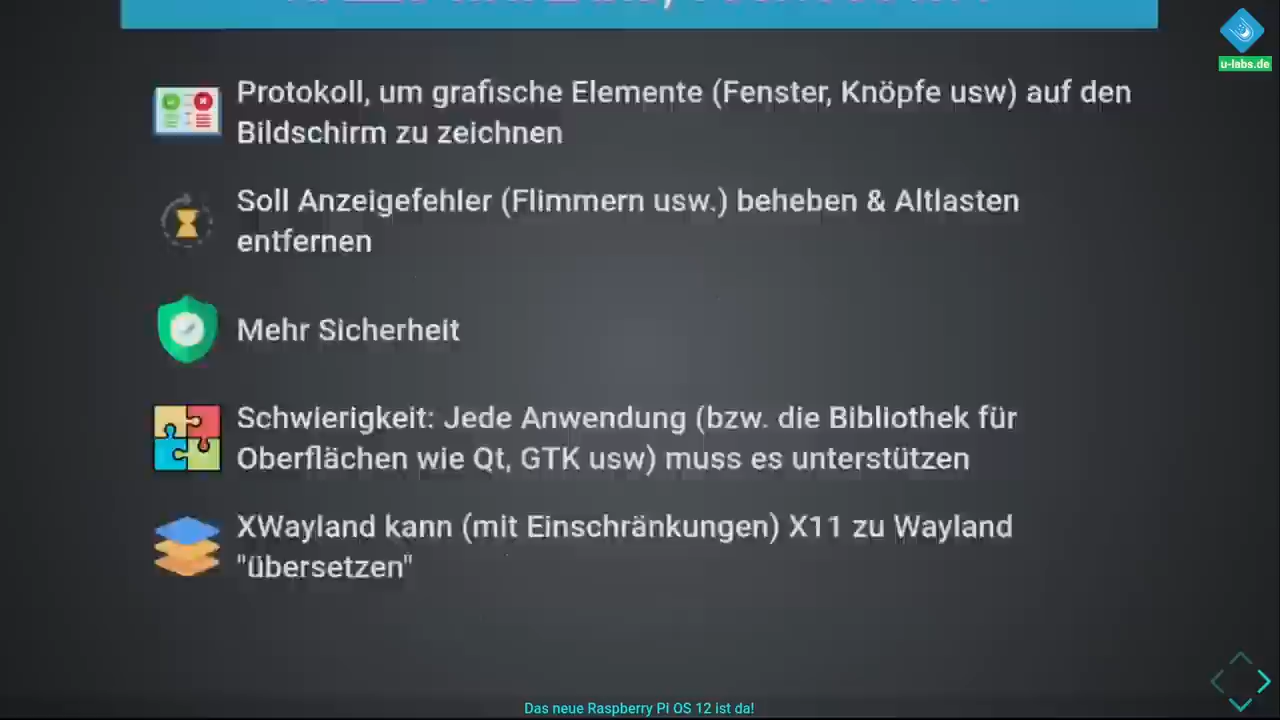 u-labs.de
Protokoll, um grafische Elemente (Fenster, Knöpfe usw) auf den
Bildschirm zu zeichnen
Soll Anzeigefehler (Flimmern usw.) beheben & Altlasten
entfernen
Mehr Sicherheit
Schwierigkeit: Jede Anwendung (bzw. die Bibliothek für
Oberflächen wie Qt, GTK usw) muss es unterstützen
XWayland kann (mit Einschränkungen) X11 zu Wayland
"übersetzen"
Das neue Raspberry PI OS 12 ist da!